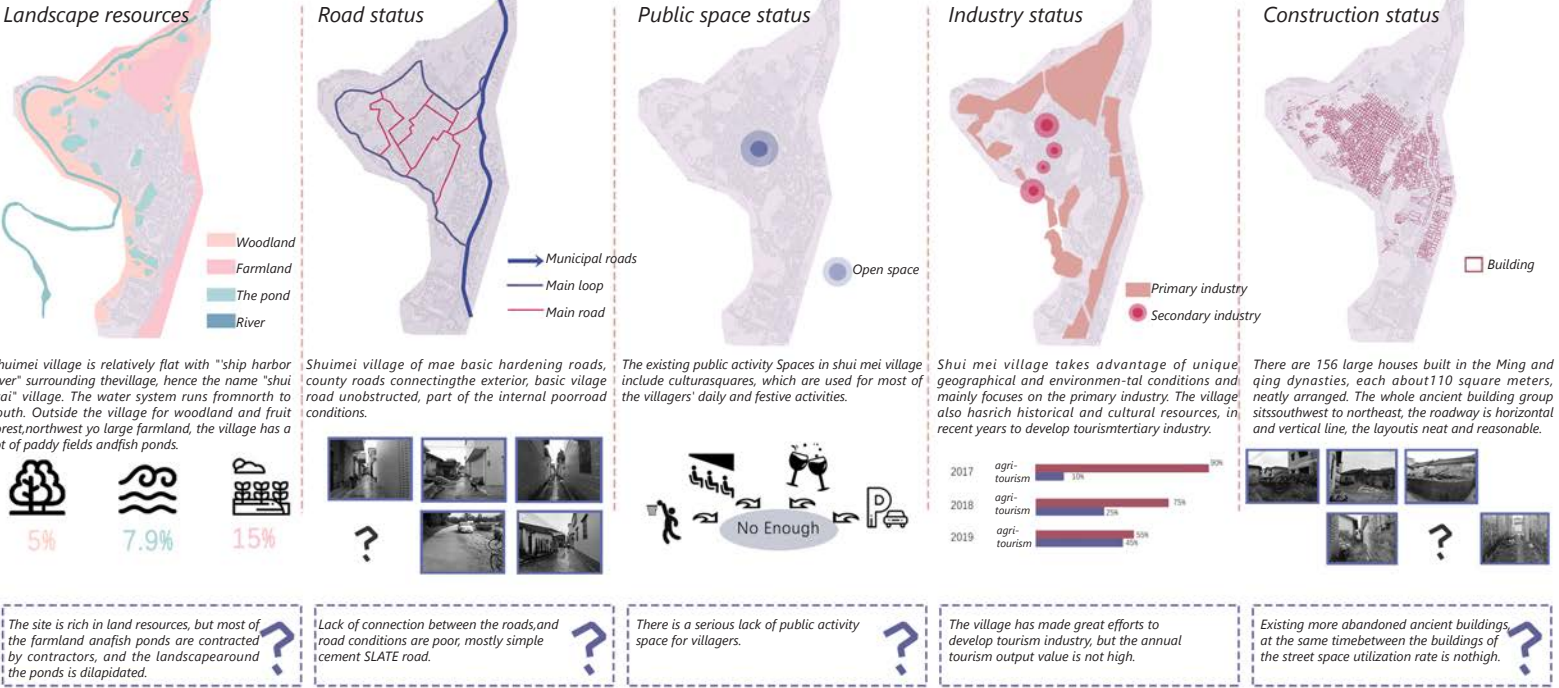 Landscape resources
Woodland
Farmland
The pond
River
huimei village is relatively flat with "'ship harbor
ver" surrounding thevillage, hence the name "shui
ai" village. The water system runs fromnorth to
outh. Outside the village for woodland and fruit
rest,northwest yo large farmland, the village has a
ot of paddy fields andfish ponds.
5%
7.9%
15%
The site is rich in land resources, but most of
the farmland anafish ponds are contracted
by contractors, and the landscapearound
the ponds is dilapidated.
?
Road status
Municipal roads
Main loop
Main road
Shuimei village of mae basic hardening roads,
county roads connectingthe exterior, basic vilage
road unobstructed, part of the internal poorroad
conditions.
?
Lack of connection between the roads,and
road conditions are poor, mostly simple
cement SLATE road.
?
Public space status
Open space
The existing public activity Spaces in shui mei village
include culturasquares, which are used for most of
the villagers' daily and festive activities.
P
No Enough
There is a serious lack of public activity
space for villagers.
?
Industry status
Primary industry
Secondary industry
Shui mei village takes advantage of unique
geographical and environmen-tal conditions and
mainly focuses on the primary industry. The village
also hasrich historical and cultural resources, in
recent years to develop tourismtertiary industry.
2017
agri-
tourism
90%
10%
2018
agri-
tourism
75%
25%
2019
agri-
tourism
55%
45%
The village has made great efforts to
develop tourism industry, but the annual
tourism output value is not high.
Construction status
Building
There are 156 large houses built in the Ming and
qing dynasties, each about110 square meters,
neatly arranged. The whole ancient building group
sitssouthwest to northeast, the roadway is horizontal
and vertical line, the layoutis neat and reasonable.
?
Existing more abandoned ancient buildings,
at the same timebetween the buildings of
the street space utilization rate is nothigh.
?